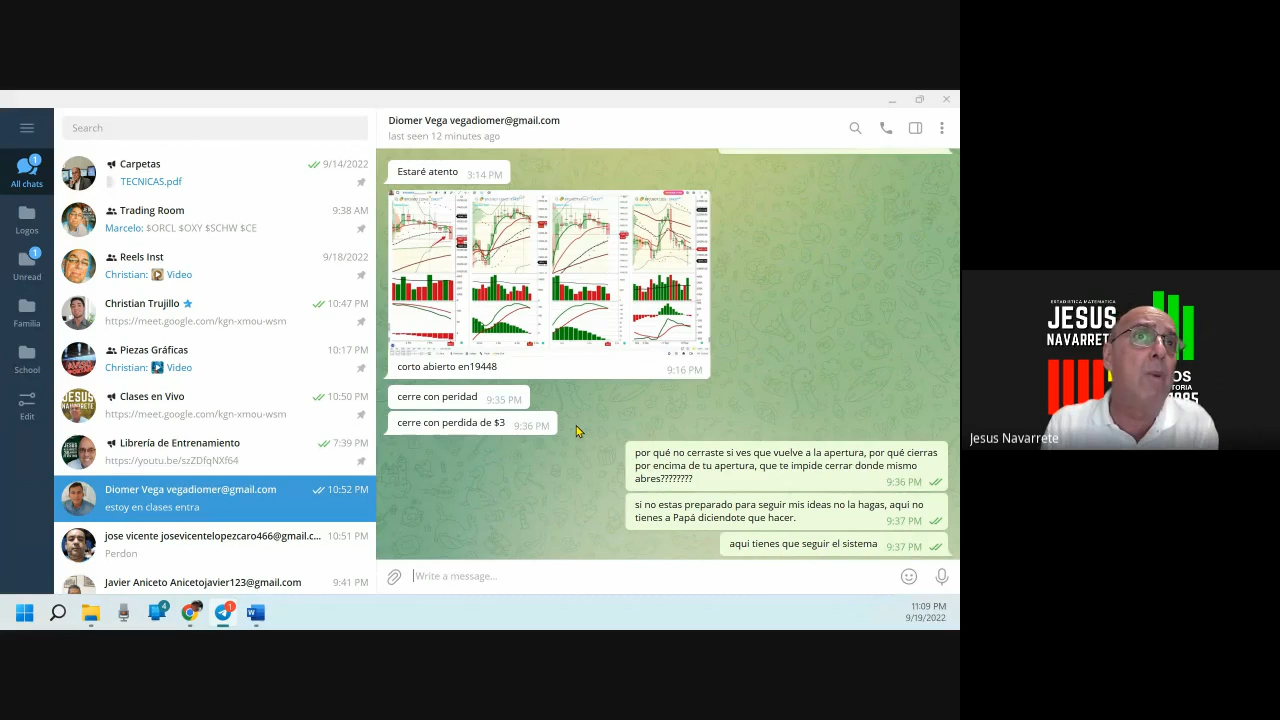 Diomer Vega vegadiomer@gmail.com
last seen 12 minutes ago
Search
All chats
1
Logos
Unread
1
Familia
School
Edit
Carpetas
9/14/2022
TECNICAS.pdf
Trading Room
9:38 AM
Marcelo: $ORCL $OXY $SCHW $CE
Reels Inst
9/18/2022
Christian: Video
Christian Trujillo
10:47 PM
https://meet.google.com/kgn-xmou-wsm
Piezas Gráficas
10:17 PM
Christian: Video
Clases en Vivo
10:50 PM
https://meet.google.com/kgn-xmou-wsm
Librería de Entrenamiento
7:39 PM
https://youtu.be/szZDfqNXf64
Diomer Vega vegadiomer@gmail.com
10:52 PM
estoy en clases entra
jose vicente josevicentelopezcaro466@gmail.c...
10:51 PM
Perdon
Javier Aniceto Anicetojavier123@gmail.com
9:41 PM
Estaré atento
3:14 PM
corto abierto en19448
9:16 PM
cerre con peridad
9:35 PM
cerre con perdida de $3
9:36 PM
por qué no cerraste si ves que vuelve a la apertura, por qué cierras
por encima de tu apertura, que te impide cerrar donde mismo
abres????????
9:36 PM
si no estas preparado para seguir mis ideas no la hagas, aqui no
tienes a Papá diciendote que hacer.
9:37 PM
aqui tienes que seguir el sistema
9:37 PM
Write a message...
4
1
11:09 PM
9/19/2022
ESTADISTICA MATEMATICA
JESUS
NAVARRETE
Jesus Navarrete